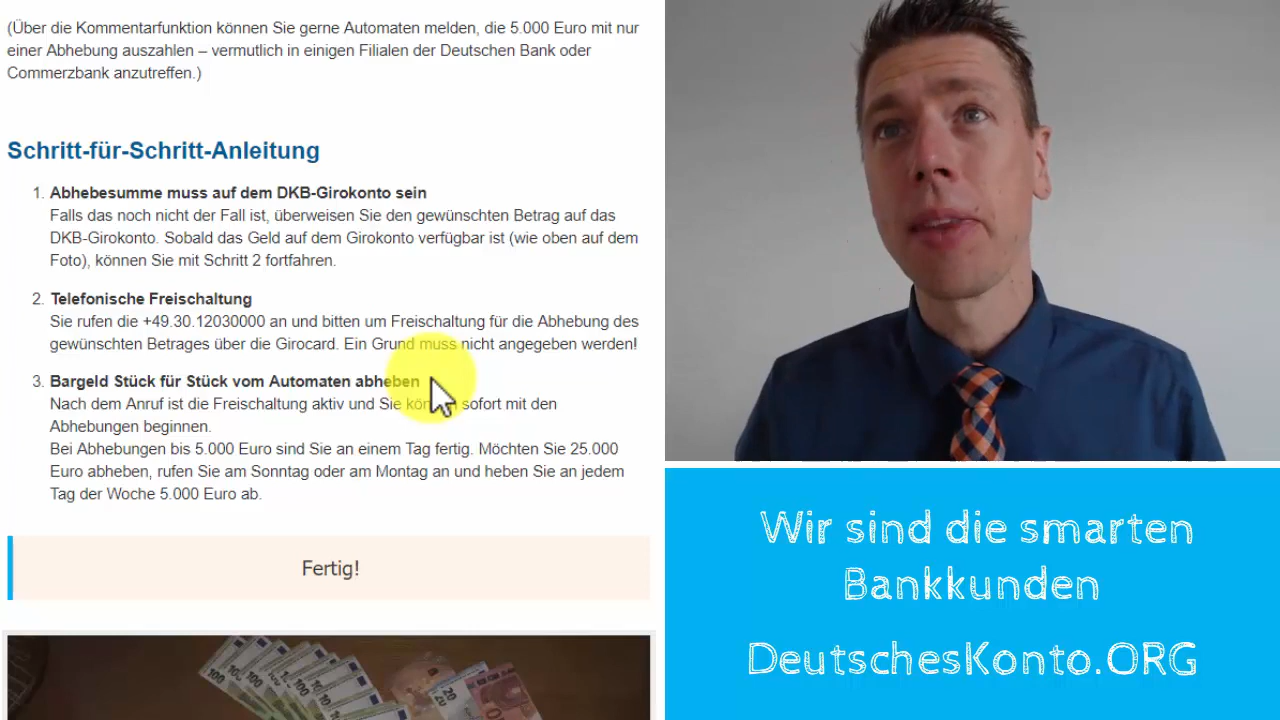 (Über die Kommentarfunktion können Sie gerne Automaten melden, die 5.000 Euro mit nur
einer Abhebung auszahlen – vermutlich in einigen Filialen der Deutschen Bank oder
Commerzbank anzutreffen.)
Schritt-für-Schritt-Anleitung
1. Abhebesumme muss auf dem DKB-Girokonto sein
Falls das noch nicht der Fall ist, überweisen Sie den gewünschten Betrag auf das
DKB-Girokonto. Sobald das Geld auf dem Girokonto verfügbar ist (wie oben auf dem
Foto), können Sie mit Schritt 2 fortfahren.
2. Telefonische Freischaltung
Sie rufen die +49.30.12030000 an und bitten um Freischaltung für die Abhebung des
gewünschten Betrages über die Girocard. Ein Grund muss nicht angegeben werden!
3. Bargeld Stück für Stück vom Automaten abheben
Nach dem Anruf ist die Freischaltung aktiv und Sie können sofort mit den
Abhebungen beginnen.
Bei Abhebungen bis 5.000 Euro sind Sie an einem Tag fertig. Möchten Sie 25.000
Euro abheben, rufen Sie am Sonntag oder am Montag an und heben Sie an jedem
Tag der Woche 5.000 Euro ab.
Fertig!
100 100 100 100 100
20 20
Wir sind die smarten
Bankkunden
DeutschesKonto.ORG